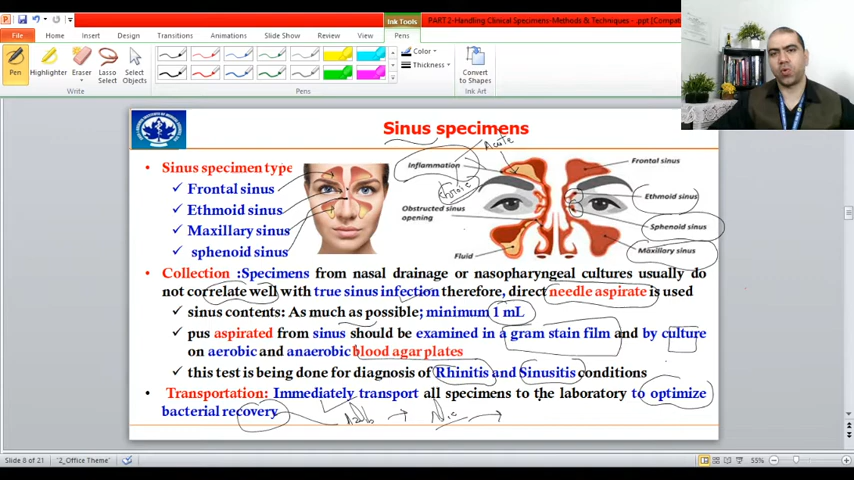 Ink Tools
PART 2-Handling Clinical Specimens-Methods & Techniques - .ppt [Compat
File Home Insert Design Transitions Animations Slide Show Review View Pens
Pen
Highlighter
Eraser
Lasso Select
Select Objects
Color
Thickness
Convert to Shapes
Write
Pens
Ink Art
Sinus specimens
Sinus specimen type
Frontal sinus
Ethmoid sinus
Maxillary sinus
sphenoid sinus
Acute
Inflammation
Obstructed sinus opening
Fluid
Frontal sinus
Ethmoid sinus
Sphenoid sinus
Maxillary sinus
Collection :Specimens from nasal drainage or nasopharyngeal cultures usually do
not correlate well with true sinus infection therefore, direct needle aspirate is used
sinus contents: As much as possible; minimum 1 mL
pus aspirated from sinus should be examined in a gram stain film and by culture
on aerobic and anaerobic blood agar plates
this test is being done for diagnosis of Rhinitis and Sinusitis conditions
Transportation: Immediately transport all specimens to the laboratory to optimize
bacterial recovery
Slide 8 of 21
"2_Office Theme"
53%